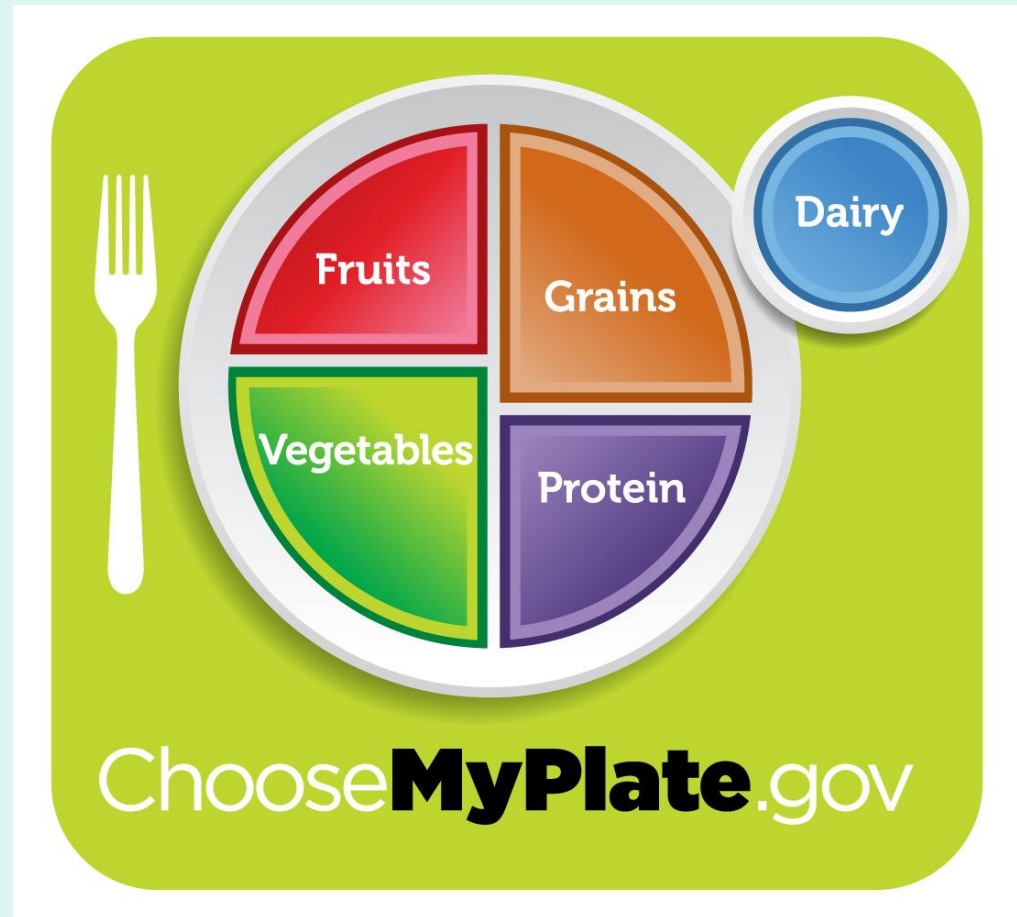 Dairy
Fruits
Grains
Vegetables
Protein
ChooseMyPlate.gov